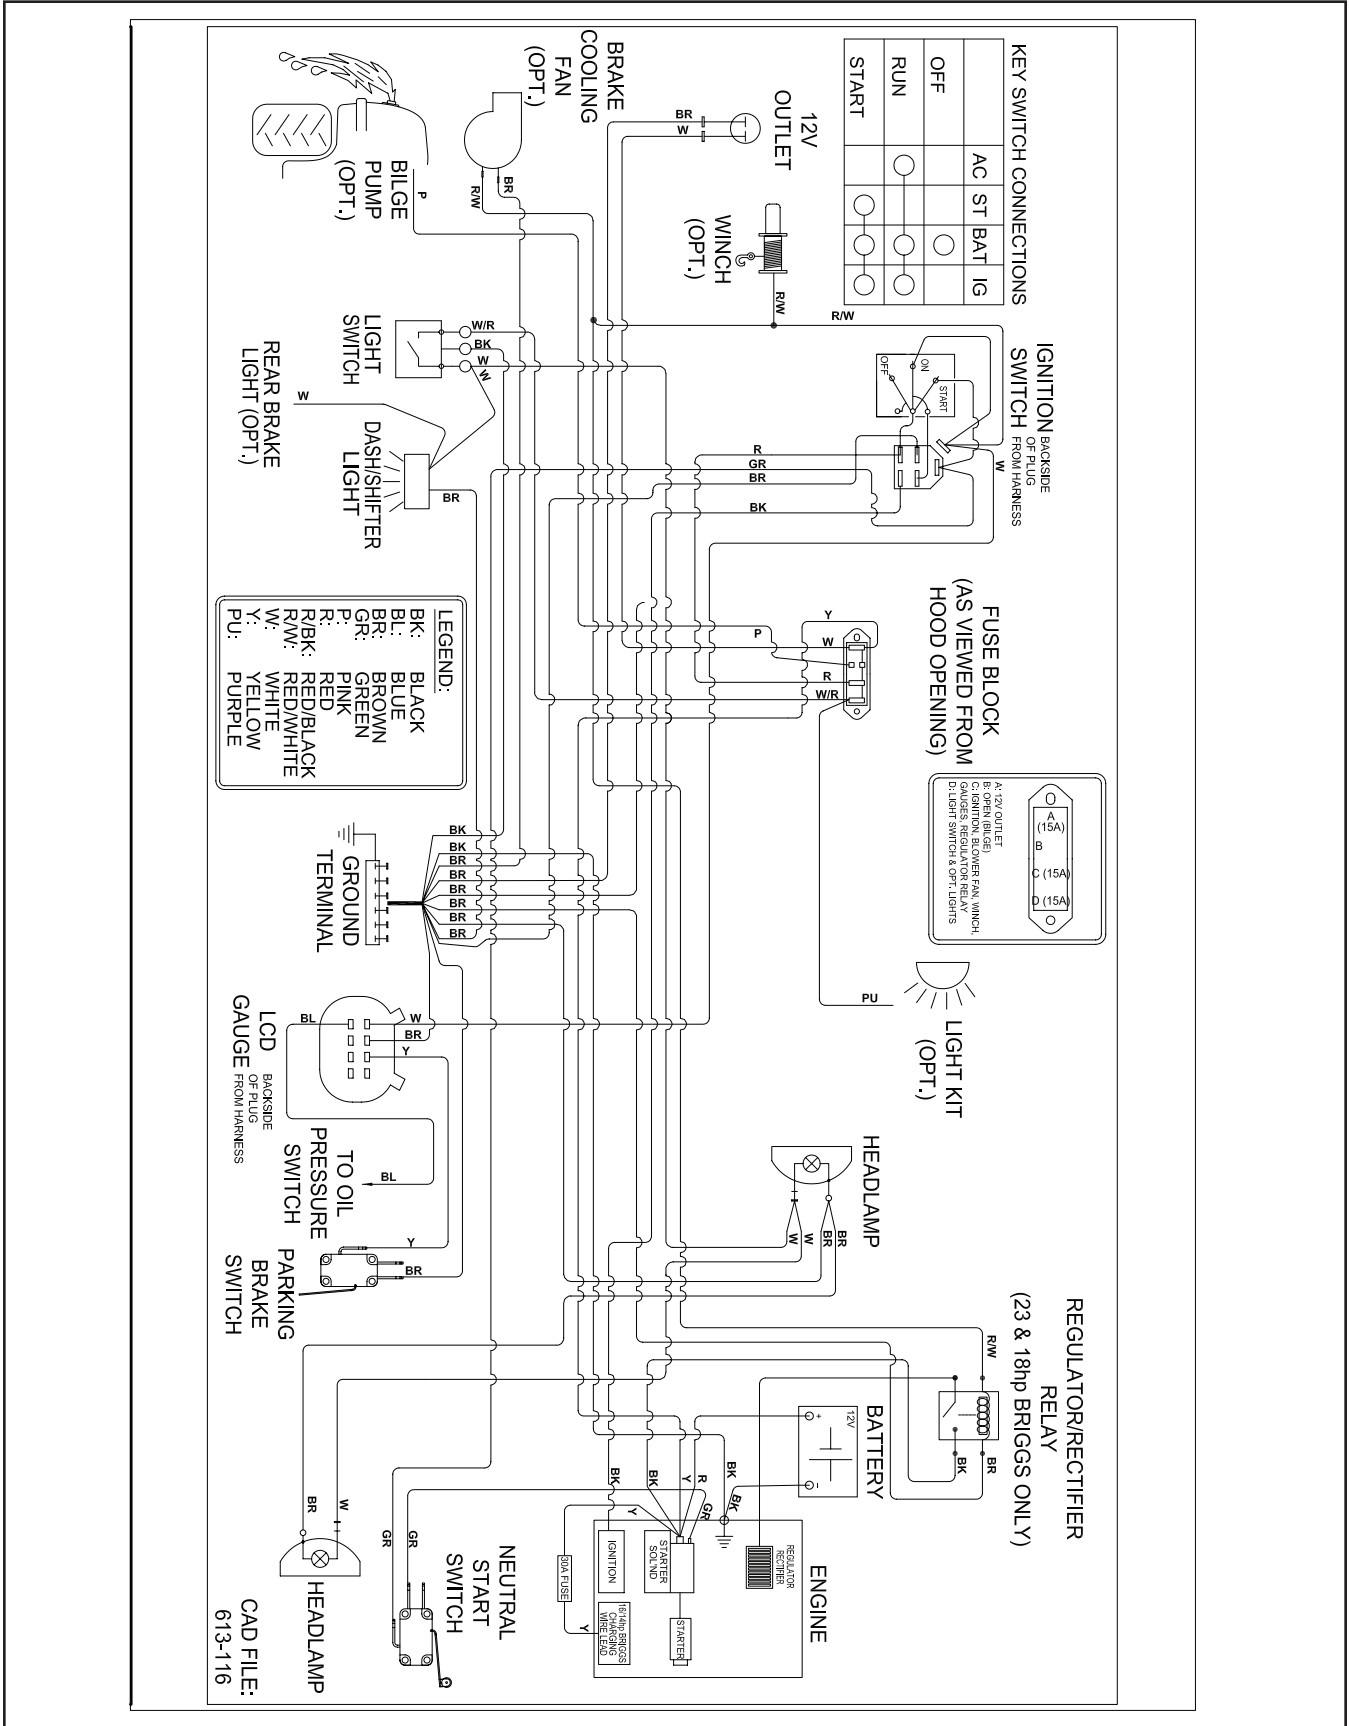 KEY SWITCH CONNECTIONS
AC ST BAT IG
OFF
RUN
START
12V
OUTLET
BR
W
BRAKE
COOLING
FAN
(OPT.)
BR
R/W
BILGE
PUMP
(OPT.)
P
WINCH
(OPT.)
R/W
R/W
IGNITION
SWITCH
BACKSIDE
OF PLUG
FROM HARNESS
OFF
ON
START
W
R
GR
BR
BK
LIGHT
SWITCH
W/R
BK
W
W
REAR BRAKE
LIGHT (OPT.)
W
DASH/SHIFTER
LIGHT
BR
FUSE BLOCK
(AS VIEWED FROM
HOOD OPENING)
Y
P
W
R
W/R
A
(15A)
B
C (15A)
D (15A)
A: 12V OUTLET
B: OPEN (BILGE)
C: IGNITION, BLOWER FAN, WINCH,
GAUGES, REGULATOR RELAY
D: LIGHT SWITCH & OPT. LIGHTS
LEGEND:
BK: BLACK
BL: BLUE
BR: BROWN
GR: GREEN
P: PINK
R: RED
R/BK: RED/BLACK
R/W: RED/WHITE
W: WHITE
Y: YELLOW
PU: PURPLE
GROUND
TERMINAL
BK
BK
BR
BR
BR
BR
BR
BR
LIGHT KIT
(OPT.)
PU
LCD
GAUGE
BACKSIDE
OF PLUG
FROM HARNESS
BL
W
BR
Y
TO OIL
PRESSURE
SWITCH
BL
PARKING
BRAKE
SWITCH
Y
BR
HEADLAMP
W
W
BR
BR
REGULATOR/RECTIFIER
RELAY
(23 & 18hp BRIGGS ONLY)
R/W
BK
BR
BATTERY
12V
+
-
BK
BK
BK
BK
Y
R
GR
Y
ENGINE
REGULATOR
RECTIFIER
STARTER
SOL'ND
STARTER
IGNITION
16/14hp BRIGGS
CHARGING
WIRE LEAD
30A FUSE
Y
NEUTRAL
START
SWITCH
GR
GR
HEADLAMP
BR
W
CAD FILE:
613-116